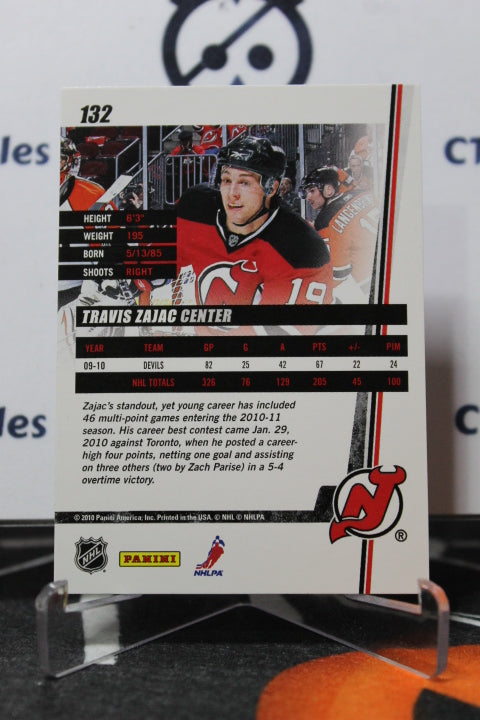 132
HEIGHT 6'3"
WEIGHT 195
BORN 5/13/85
SHOOTS RIGHT
19
TRAVIS ZAJAC CENTER
YEAR TEAM GP G A PTS +/- PIM
09-10 DEVILS 82 25 42 67 22 24
NHL TOTALS 326 76 129 205 45 100
Zajac's standout, yet young career has included
46 multi-point games entering the 2010-11
season. His career best contest came Jan. 29,
2010 against Toronto, when he posted a career-
high four points, netting one goal and assisting
on three others (two by Zach Parise) in a 5-4
overtime victory.
© 2010 Panini America, Inc. Printed in the USA. © NHL © NHLPA
®
NHL
PANINI
NHLPA